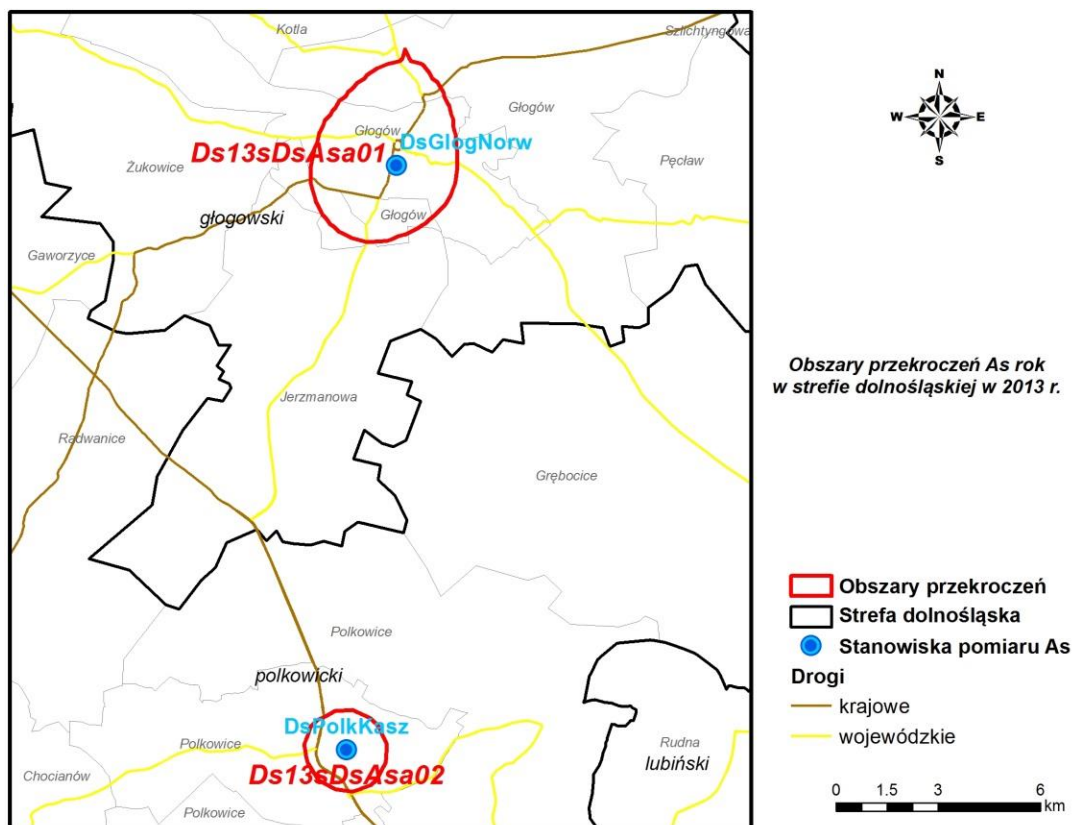 Kotla
Szlichtyngowa
Głogów
Głogów
DsGlogNorw
Ds13sDsAsa01
Żukowice
Pęcław
głogowski
Głogów
Gaworzyce
Jerzmanowa
Radwanice
Grębocice
Polkowice
polkowicki
DsPolkKasz
Polkowice
Rudna
lubiński
Chocianów
Ds13sDsAsa02
Polkowice
N
W E
S
Obszary przekroczeń As rok
w strefie dolnośląskiej w 2013 r.
Obszary przekroczeń
Strefa dolnośląska
Stanowiska pomiaru As
Drogi
krajowe
wojewódzkie
0 1.5 3 6
km